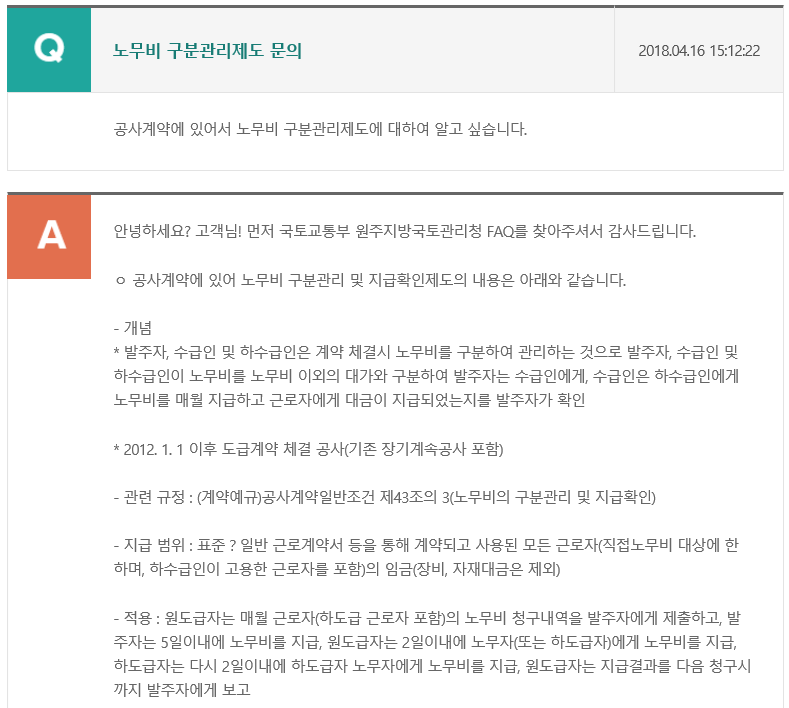 Q
노무비 구분관리제도 문의
2018.04.16 15:12:22
공사계약에 있어서 노무비 구분관리제도에 대하여 알고 싶습니다.
A
안녕하세요? 고객님! 먼저 국토교통부 원주지방국토관리청 FAQ를 찾아주셔서 감사드립니다.
ㅇ 공사계약에 있어 노무비 구분관리 및 지급확인제도의 내용은 아래와 같습니다.
- 개념
* 발주자, 수급인 및 하수급인은 계약 체결시 노무비를 구분하여 관리하는 것으로 발주자, 수급인 및
하수급인이 노무비를 노무비 이외의 대가와 구분하여 발주자는 수급인에게, 수급인은 하수급인에게
노무비를 매월 지급하고 근로자에게 대금이 지급되었는지를 발주자가 확인
* 2012. 1. 1 이후 도급계약 체결 공사(기존 장기계속공사 포함)
- 관련 규정 : (계약예규)공사계약일반조건 제43조의 3(노무비의 구분관리 및 지급확인)
- 지급 범위 : 표준 ? 일반 근로계약서 등을 통해 계약되고 사용된 모든 근로자(직접노무비 대상에 한
하며, 하수급인이 고용한 근로자를 포함)의 임금(장비, 자재대금은 제외)
- 적용 : 원도급자는 매월 근로자(하도급 근로자 포함)의 노무비 청구내역을 발주자에게 제출하고, 발
주자는 5일이내에 노무비를 지급, 원도급자는 2일이내에 노무자(또는 하도급자)에게 노무비를 지급,
하도급자는 다시 2일이내에 하도급자 노무자에게 노무비를 지급, 원도급자는 지급결과를 다음 청구시
까지 발주자에게 보고